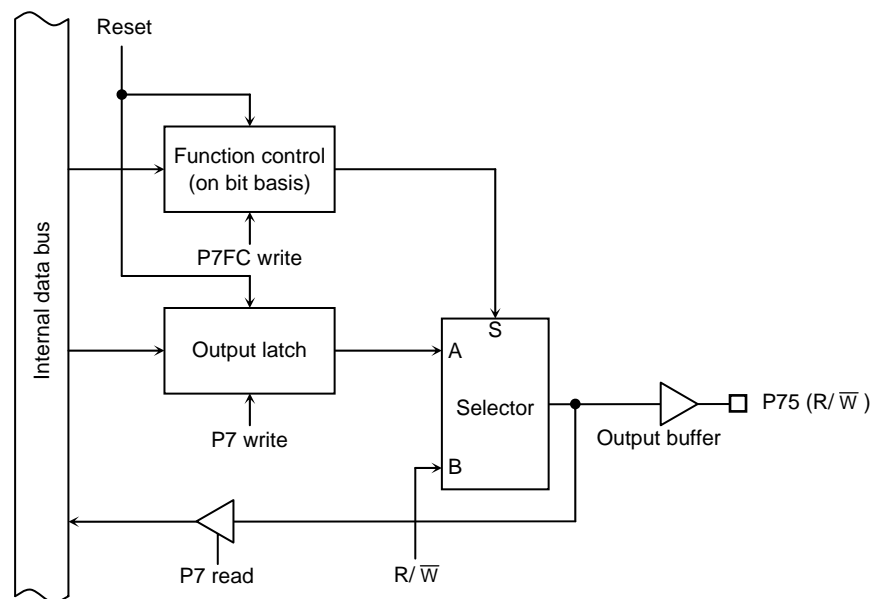 Reset
Internal data bus
Function control
(on bit basis)
P7FC write
Output latch
P7 write
S
A
Selector
B
P75 (R/ W̅ )
Output buffer
P7 read
R/ W̅